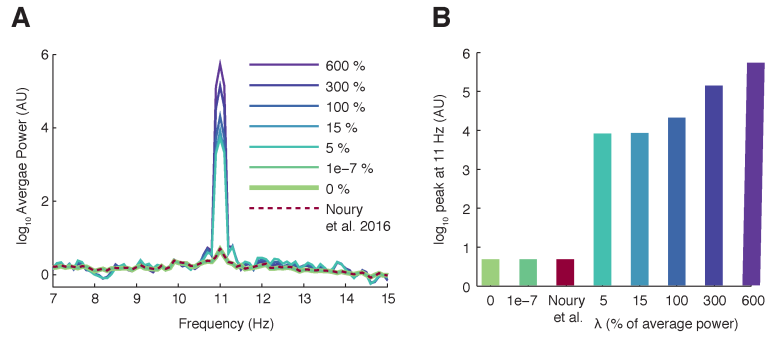 A
log10 Avergae Power (AU)
6
4
2
0
7 8 9 10 11 12 13 14 15
Frequency (Hz)
600 %
300 %
100 %
15 %
5 %
1e-7 %
0 %
Noury
et al. 2016
B
log10 peak at 11 Hz (AU)
6
5
4
3
2
1
0
0 1e-7 Noury 5 15 100 300 600
et al.
λ (% of average power)